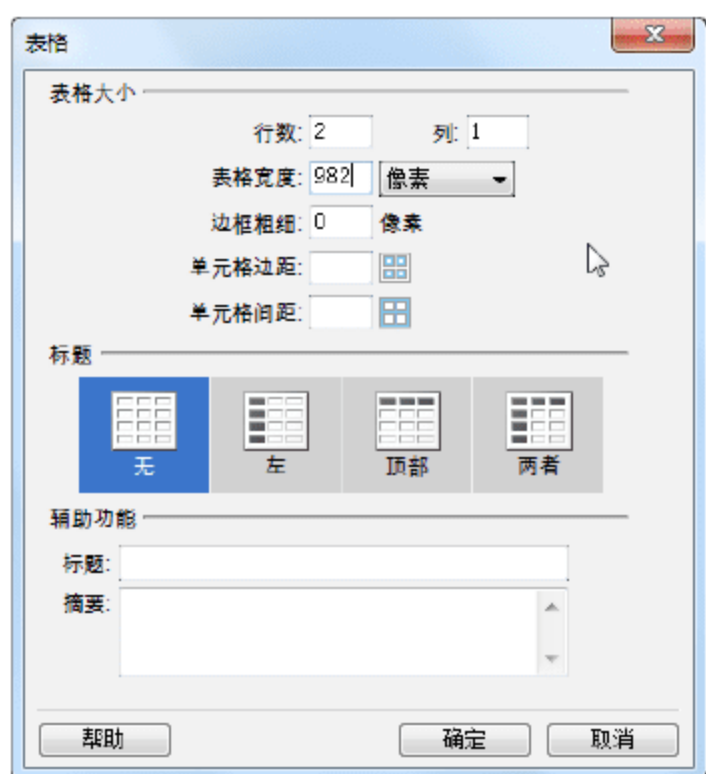 表格
表格大小
行数: 2 列: 1
表格宽度: 982 像素
边框粗细: 0 像素
单元格边距:
单元格间距:
标题
无 左 顶部 两者
辅助功能
标题:
摘要:
帮助 确定 取消